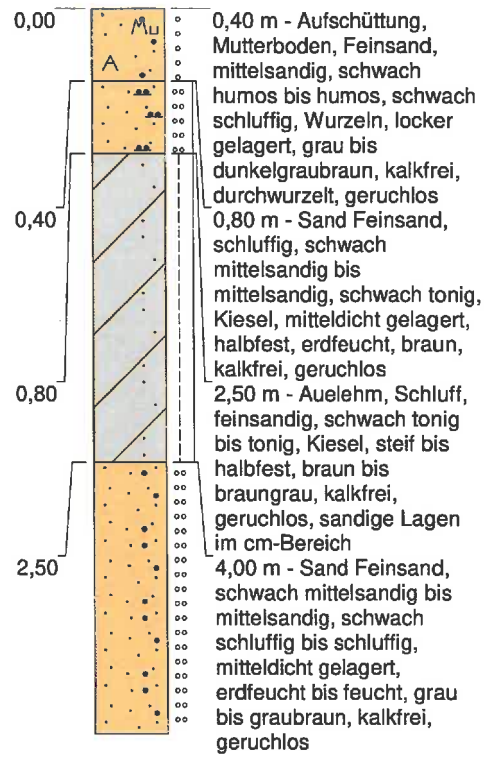 0,00
Mu
A
0,40 m - Aufschüttung,
Mutterboden, Feinsand,
mittelsandig, schwach
humos bis humos, schwach
schluffig, Wurzeln, locker
gelagert, grau bis
dunkelgraubraun, kalkfrei,
durchwurzelt, geruchlos
0,40
0,80 m - Sand Feinsand,
schluffig, schwach
mittelsandig bis
mittelsandig, schwach tonig,
Kiesel, mitteldicht gelagert,
halbfest, erdfeucht, braun,
kalkfrei, geruchlos
0,80
2,50 m - Auelehm, Schluff,
feinsandig, schwach tonig
bis tonig, Kiesel, steif bis
halbfest, braun bis
braungrau, kalkfrei,
geruchlos, sandige Lagen
im cm-Bereich
2,50
4,00 m - Sand Feinsand,
schwach mittelsandig bis
mittelsandig, schwach
schluffig bis schluffig,
mitteldicht gelagert,
erdfeucht bis feucht, grau
bis graubraun, kalkfrei,
geruchlos